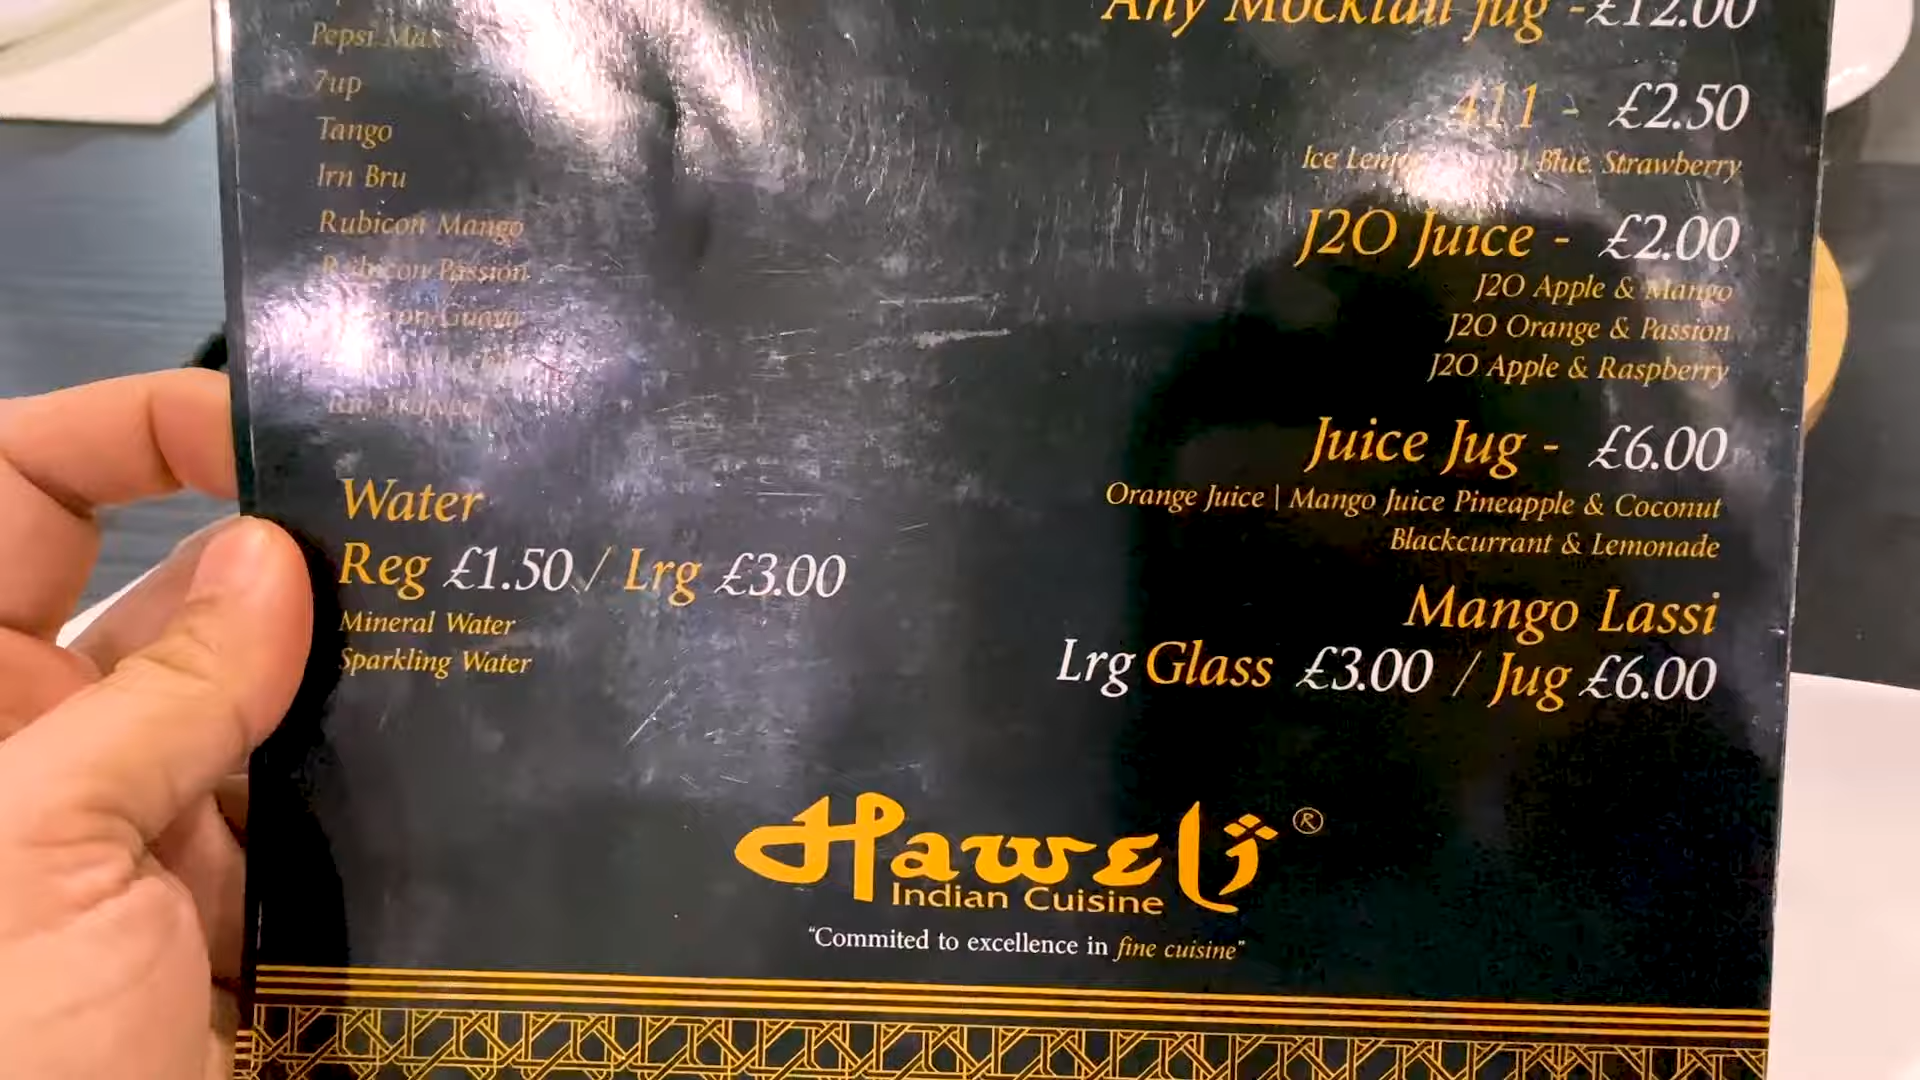 Pepsi Max
7up
Tango
Irn Bru
Rubicon Mango
Rubicon Passion
Guava
Water
Reg £1.50 / Lrg £3.00
Mineral Water
Sparkling Water
Any Mocktail Jug - £12.00
411 - £2.50
Ice Blue, Strawberry
J2O Juice - £2.00
J2O Apple & Mango
J2O Orange & Passion
J2O Apple & Raspberry
Juice Jug - £6.00
Orange Juice | Mango Juice Pineapple & Coconut
Blackcurrant & Lemonade
Mango Lassi
Lrg Glass £3.00 / Jug £6.00
Haweli ®
Indian Cuisine
"Commited to excellence in fine cuisine"